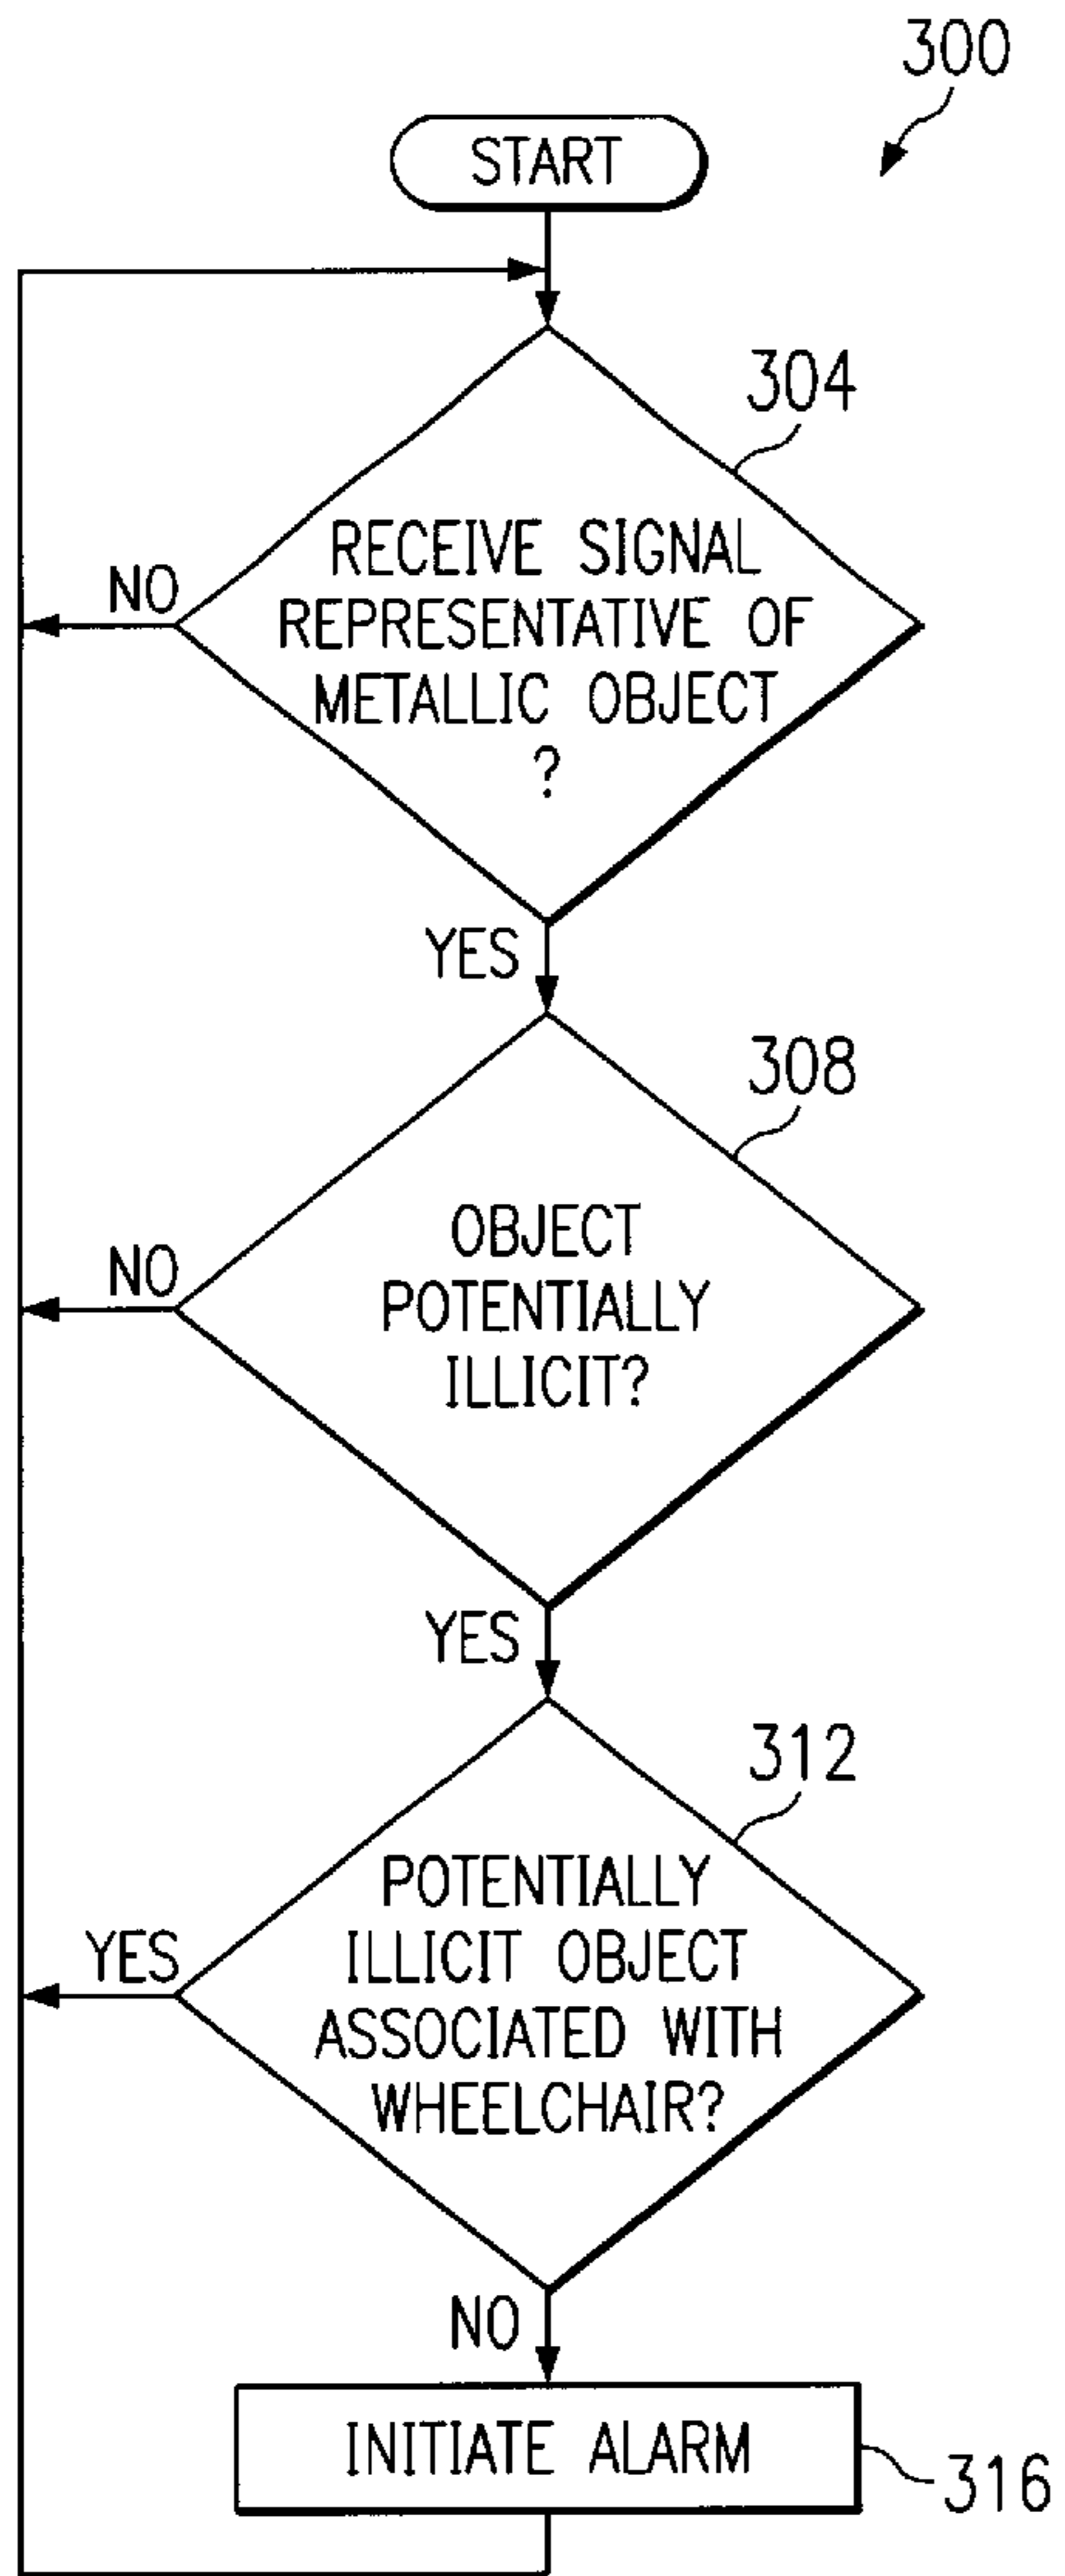 300
START
304
RECEIVE SIGNAL
REPRESENTATIVE OF
METALLIC OBJECT
?
NO
YES
308
OBJECT
POTENTIALLY
ILLICIT?
NO
YES
312
POTENTIALLY
ILLICIT OBJECT
ASSOCIATED WITH
WHEELCHAIR?
YES
NO
INITIATE ALARM
316